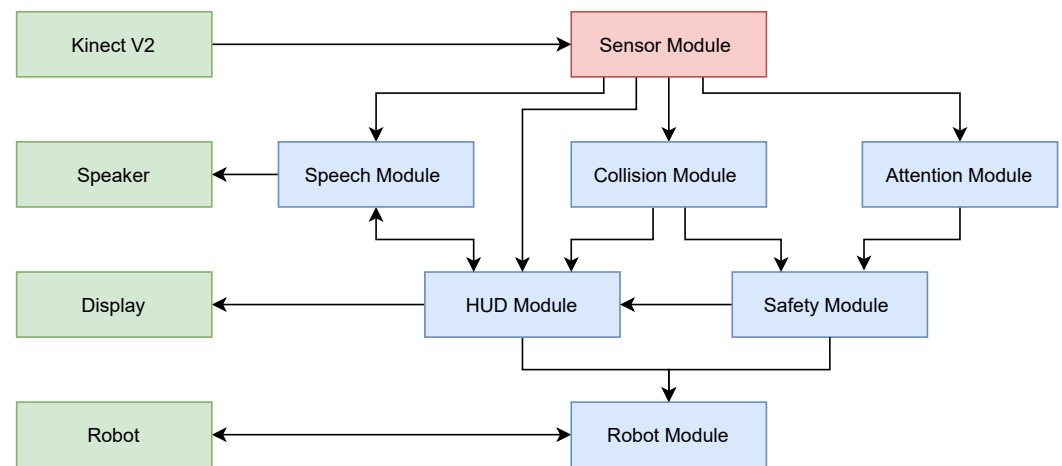 Kinect V2
Sensor Module
Speaker
Speech Module
Collision Module
Attention Module
Display
HUD Module
Safety Module
Robot
Robot Module